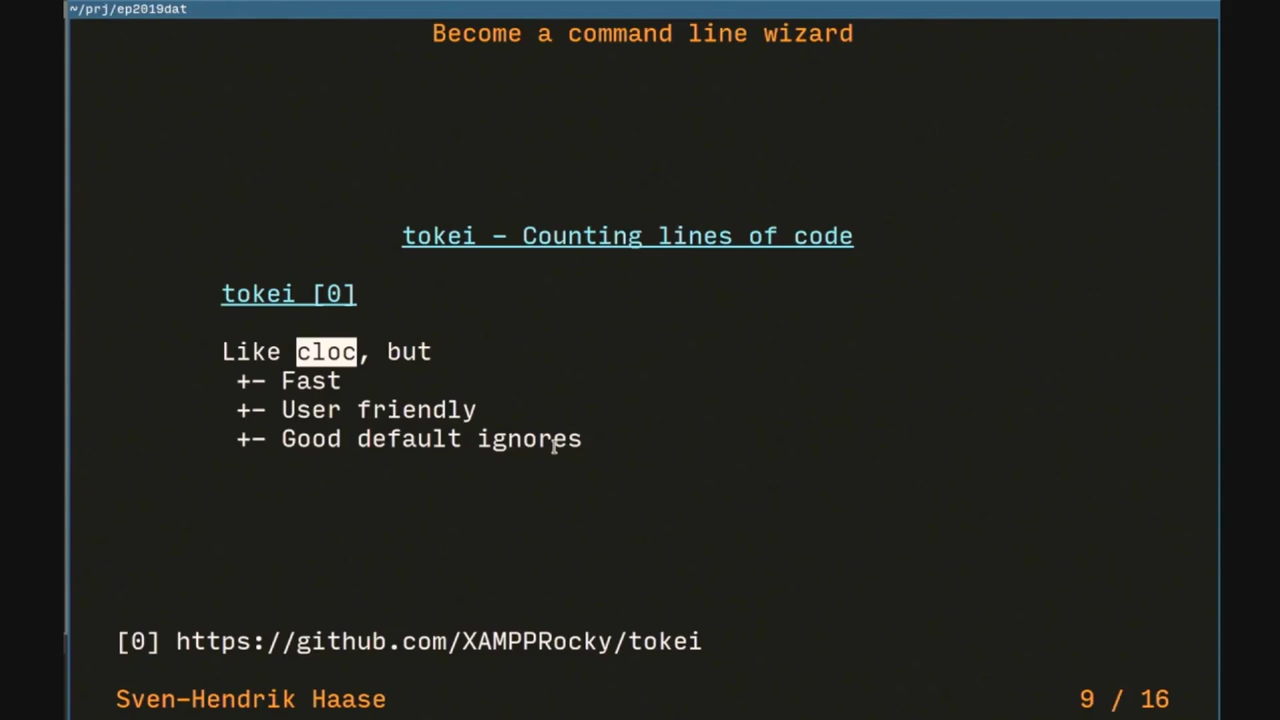 ~/prj/ep2019dat
Become a command line wizard
tokei - Counting lines of code
tokei [0]
Like cloc, but
+- Fast
+- User friendly
+- Good default ignores
[0] https://github.com/XAMPPRocky/tokei
Sven-Hendrik Haase
9 / 16